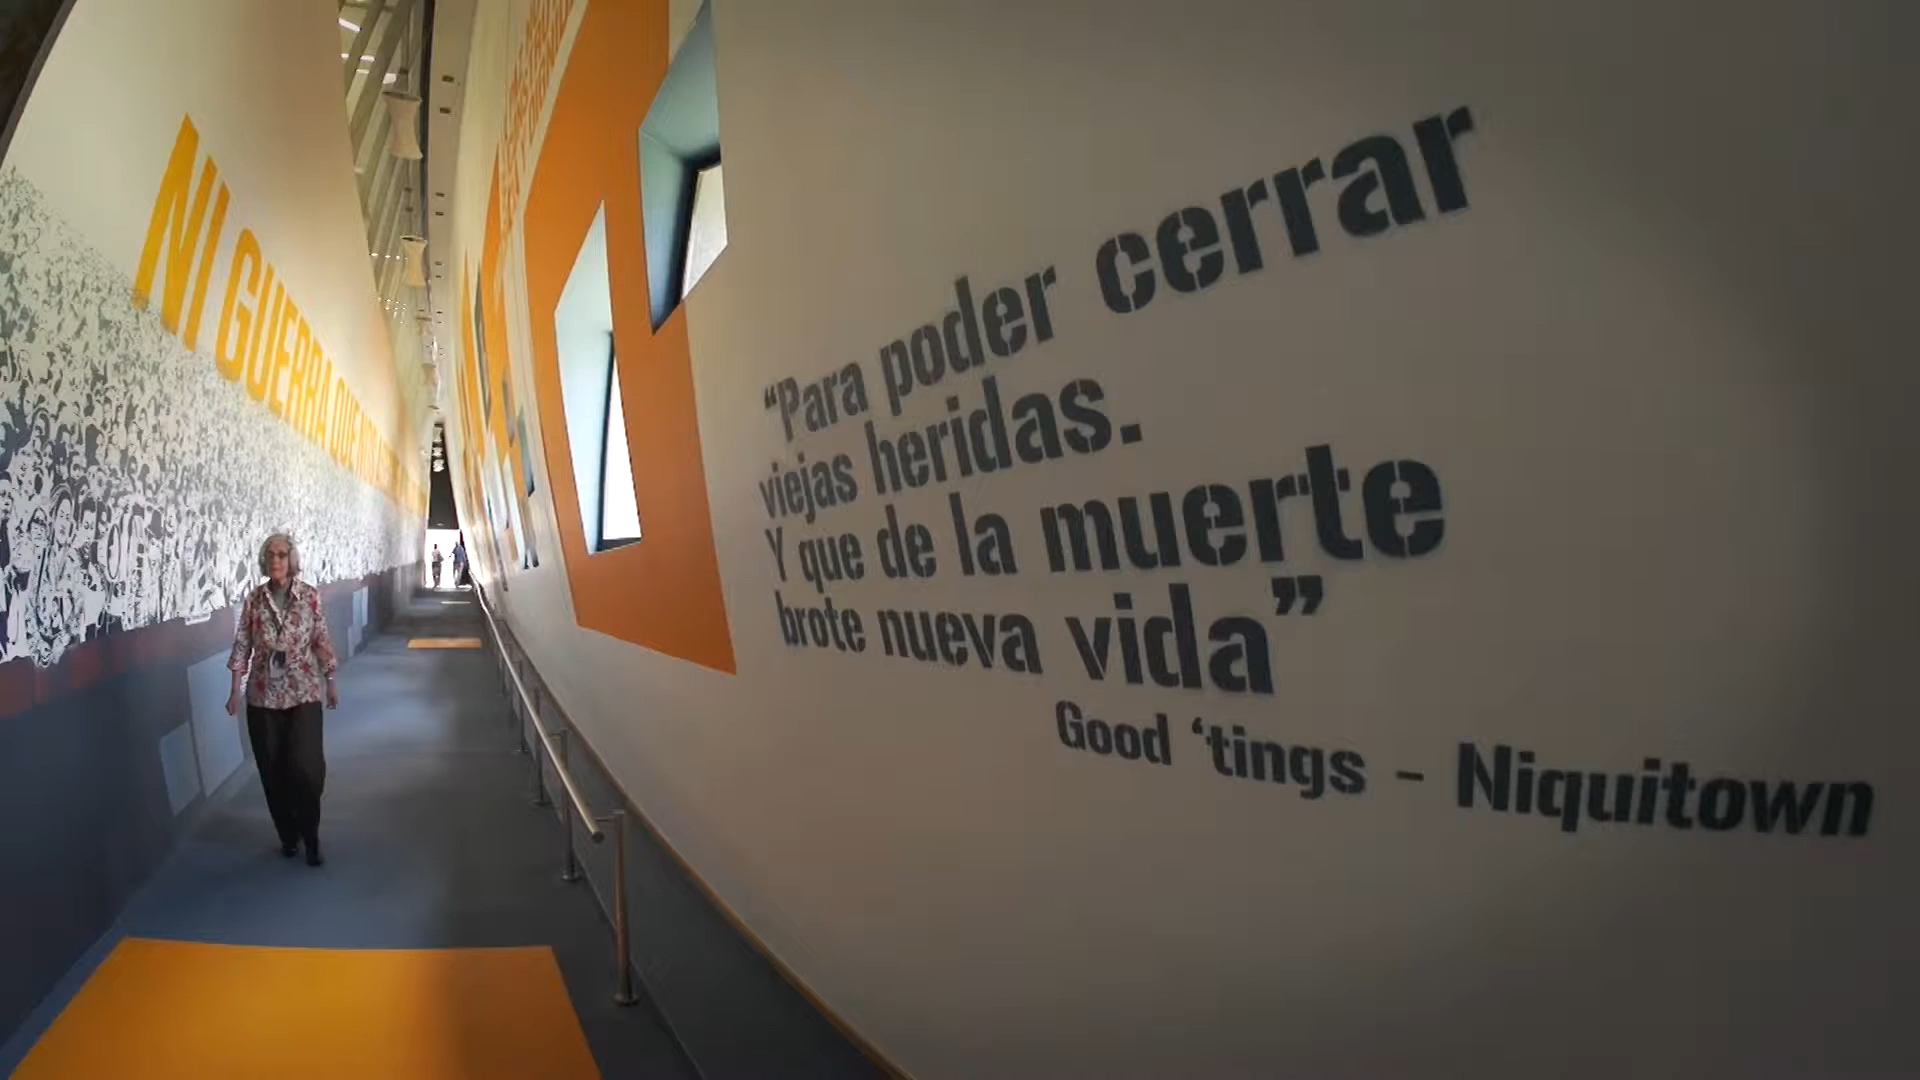 NI GUERRA QUE
“Para poder cerrar
viejas heridas.
Y que de la muerte
brote nueva vida”
Good ‘tings - Niquitown